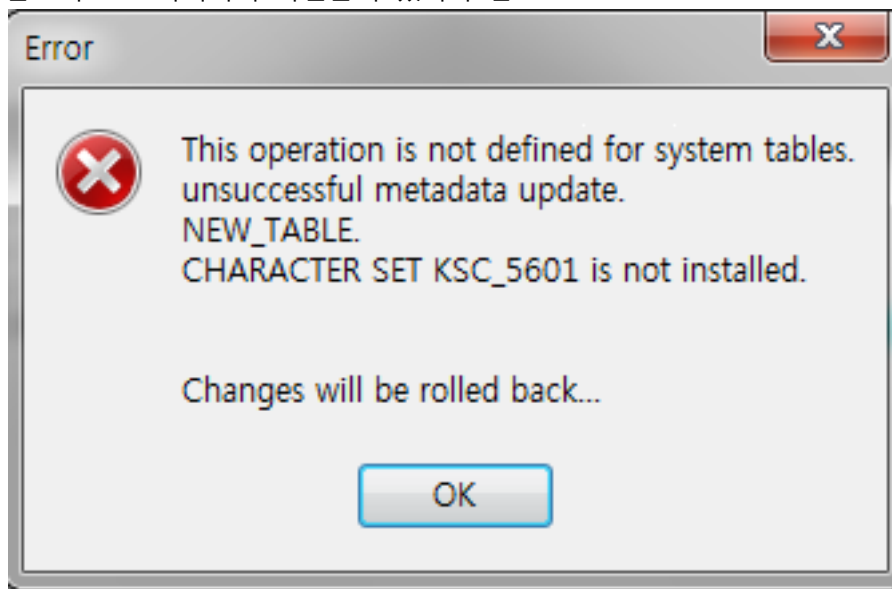 Error
This operation is not defined for system tables.
unsuccessful metadata update.
NEW_TABLE.
CHARACTER SET KSC_5601 is not installed.
Changes will be rolled back...
OK